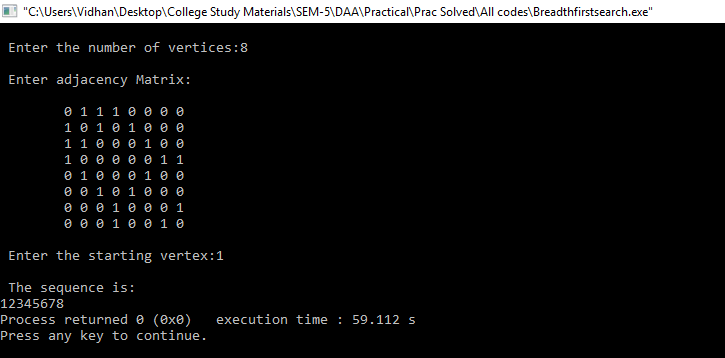 "C:\Users\Vidhan\Desktop\College Study Materials\SEM-5\DAA\Practical\Prac Solved\All codes\Breadthfirstsearch.exe"
Enter the number of vertices:8
Enter adjacency Matrix:
0 1 1 1 0 0 0 0
1 0 1 0 1 0 0 0
1 1 0 0 0 1 0 0
1 0 0 0 0 0 1 1
0 1 0 0 0 1 0 0
0 0 1 0 1 0 0 0
0 0 0 1 0 0 0 1
0 0 0 1 0 0 1 0
Enter the starting vertex:1
The sequence is:
12345678
Process returned 0 (0x0)   execution time : 59.112 s
Press any key to continue.